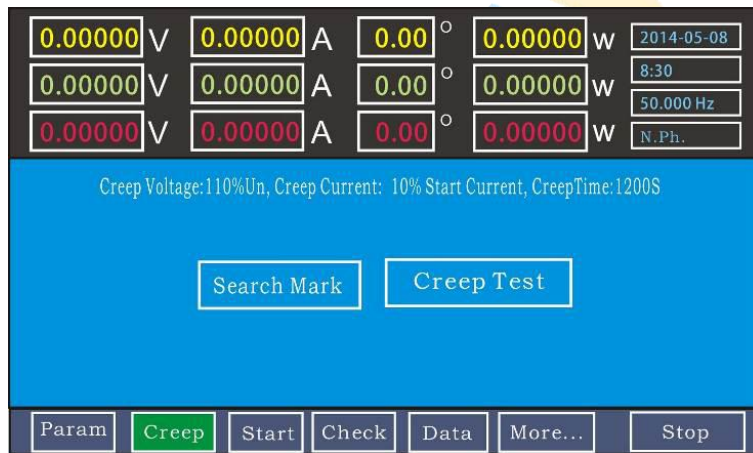 0.00000 V 0.00000 A 0.00 ° 0.00000 W 2014-05-08
0.00000 V 0.00000 A 0.00 ° 0.00000 W 8:30
50.000 Hz
0.00000 V 0.00000 A 0.00 ° 0.00000 W N.Ph.
Creep Voltage:110%Un, Creep Current: 10% Start Current, CreepTime:1200S
Search Mark Creep Test
Param Creep Start Check Data More... Stop